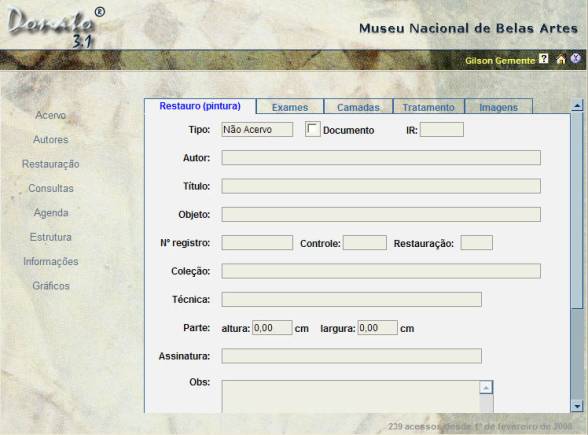 Donato ®
3.1
Museu Nacional de Belas Artes
Gilson Gemente ?
Acervo
Autores
Restauração
Consultas
Agenda
Estrutura
Informações
Gráficos
Restauro (pintura) Exames Camadas Tratamento Imagens
Tipo: Não Acervo Documento IR:
Autor:
Título:
Objeto:
Nº registro: Controle: Restauração:
Coleção:
Técnica:
Parte: altura: 0,00 cm largura: 0,00 cm
Assinatura:
Obs:
239 acessos desde 1º de fevereiro de 2008